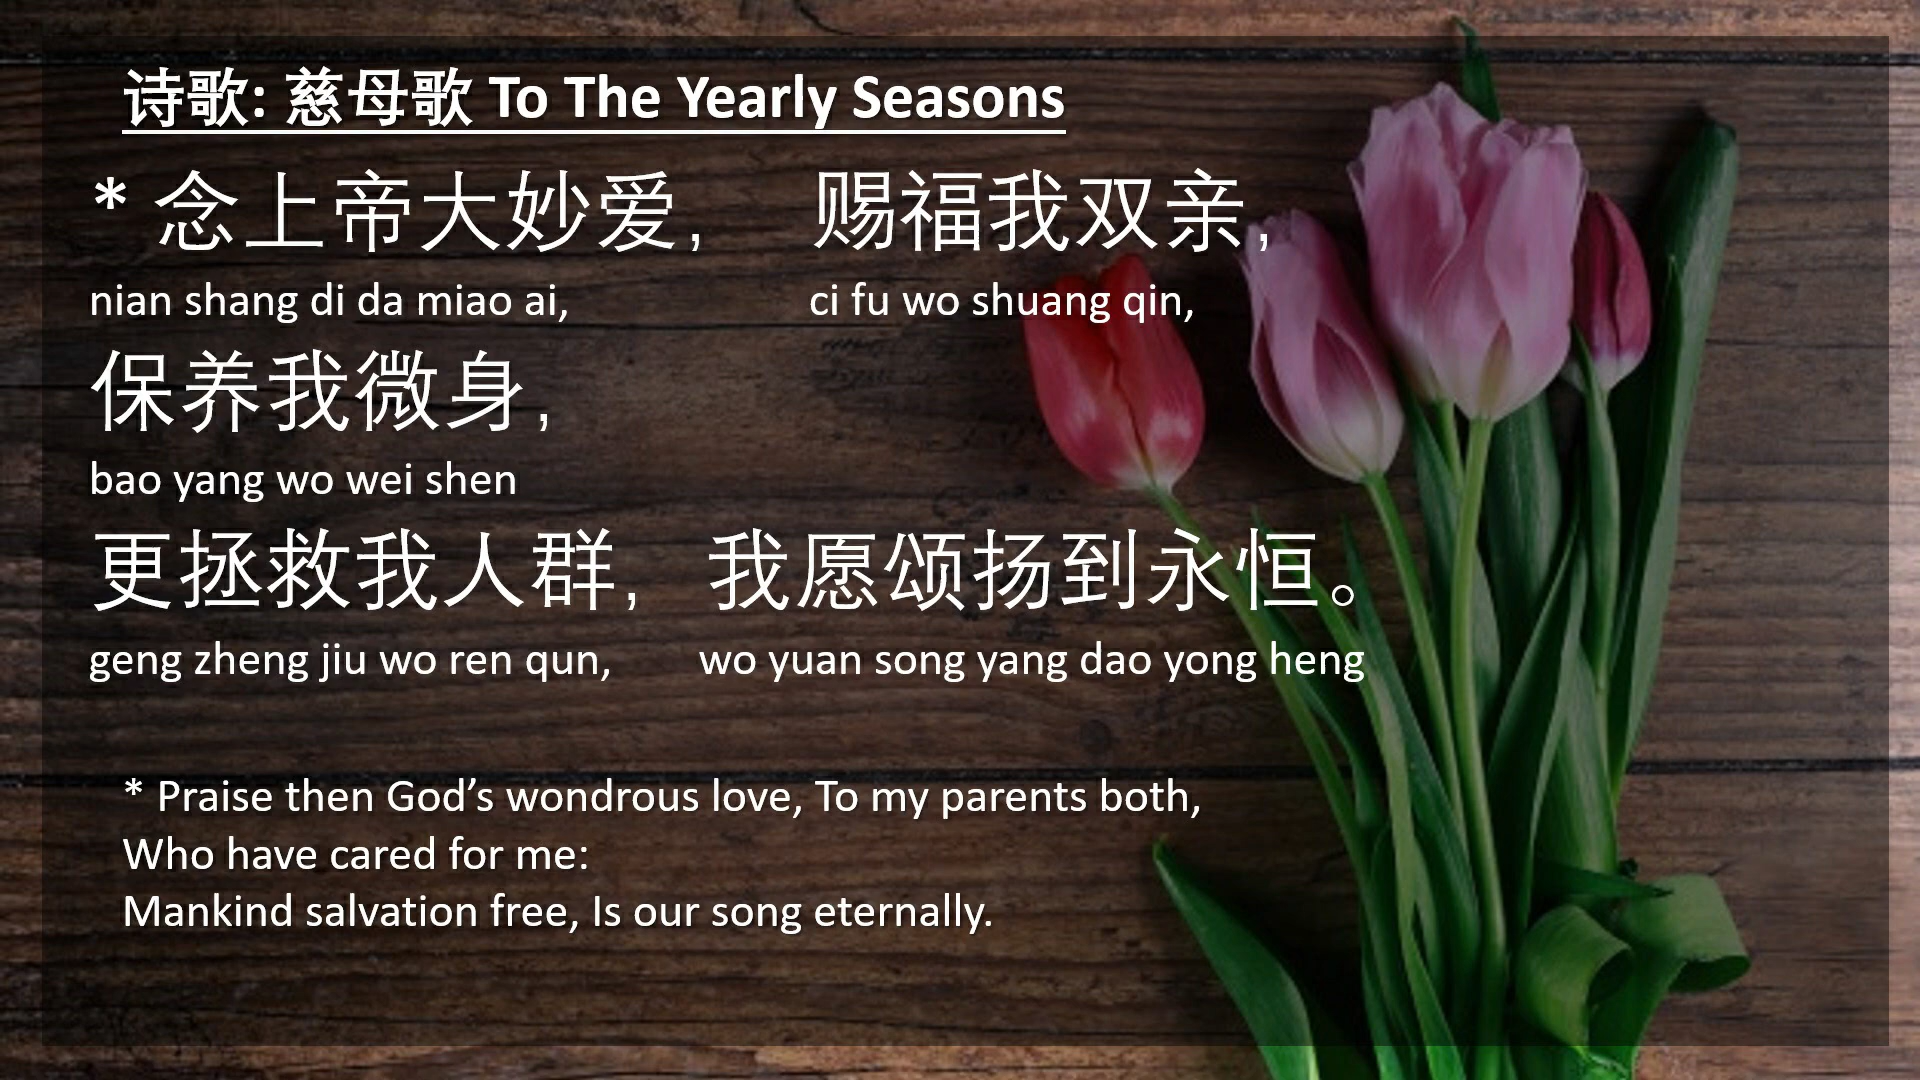 诗歌: 慈母歌 To The Yearly Seasons
* 念上帝大妙爱, 赐福我双亲,
nian shang di da miao ai, ci fu wo shuang qin,
保养我微身,
bao yang wo wei shen
更拯救我人群, 我愿颂扬到永恒。
geng zheng jiu wo ren qun, wo yuan song yang dao yong heng
* Praise then God’s wondrous love, To my parents both,
Who have cared for me:
Mankind salvation free, Is our song eternally.